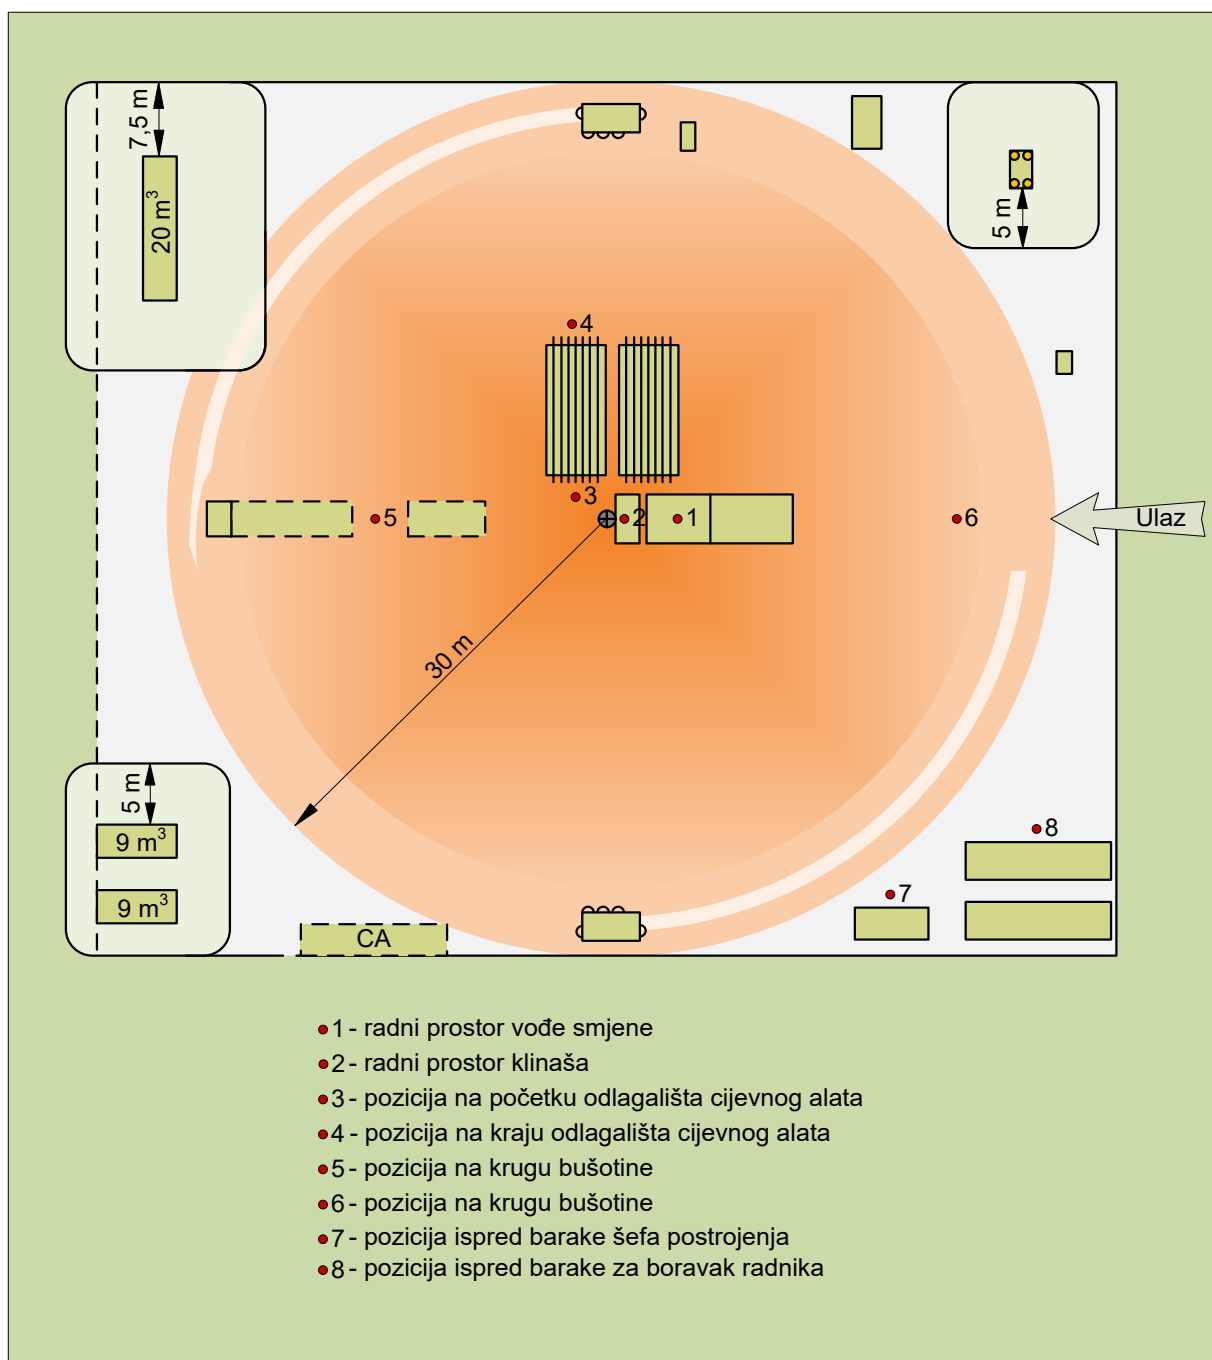 7,5 m
20 m³
5 m
4
3
5
2
1
6
Ulaz
30 m
5 m
9 m³
9 m³
8
7
CA
1 - radni prostor vođe smjene
2 - radni prostor klinaša
3 - pozicija na početku odlagališta cijevnog alata
4 - pozicija na kraju odlagališta cijevnog alata
5 - pozicija na krugu bušotine
6 - pozicija na krugu bušotine
7 - pozicija ispred barake šefa postrojenja
8 - pozicija ispred barake za boravak radnika